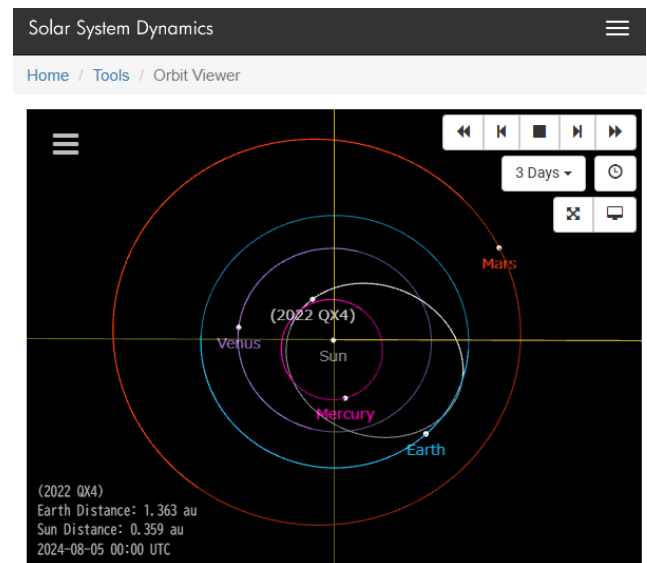 Solar System Dynamics
Home / Tools / Orbit Viewer
3 Days
Mars
(2022 QX4)
Venus
Sun
Mercury
Earth
(2022 QX4)
Earth Distance: 1.363 au
Sun Distance: 0.359 au
2024-08-05 00:00 UTC